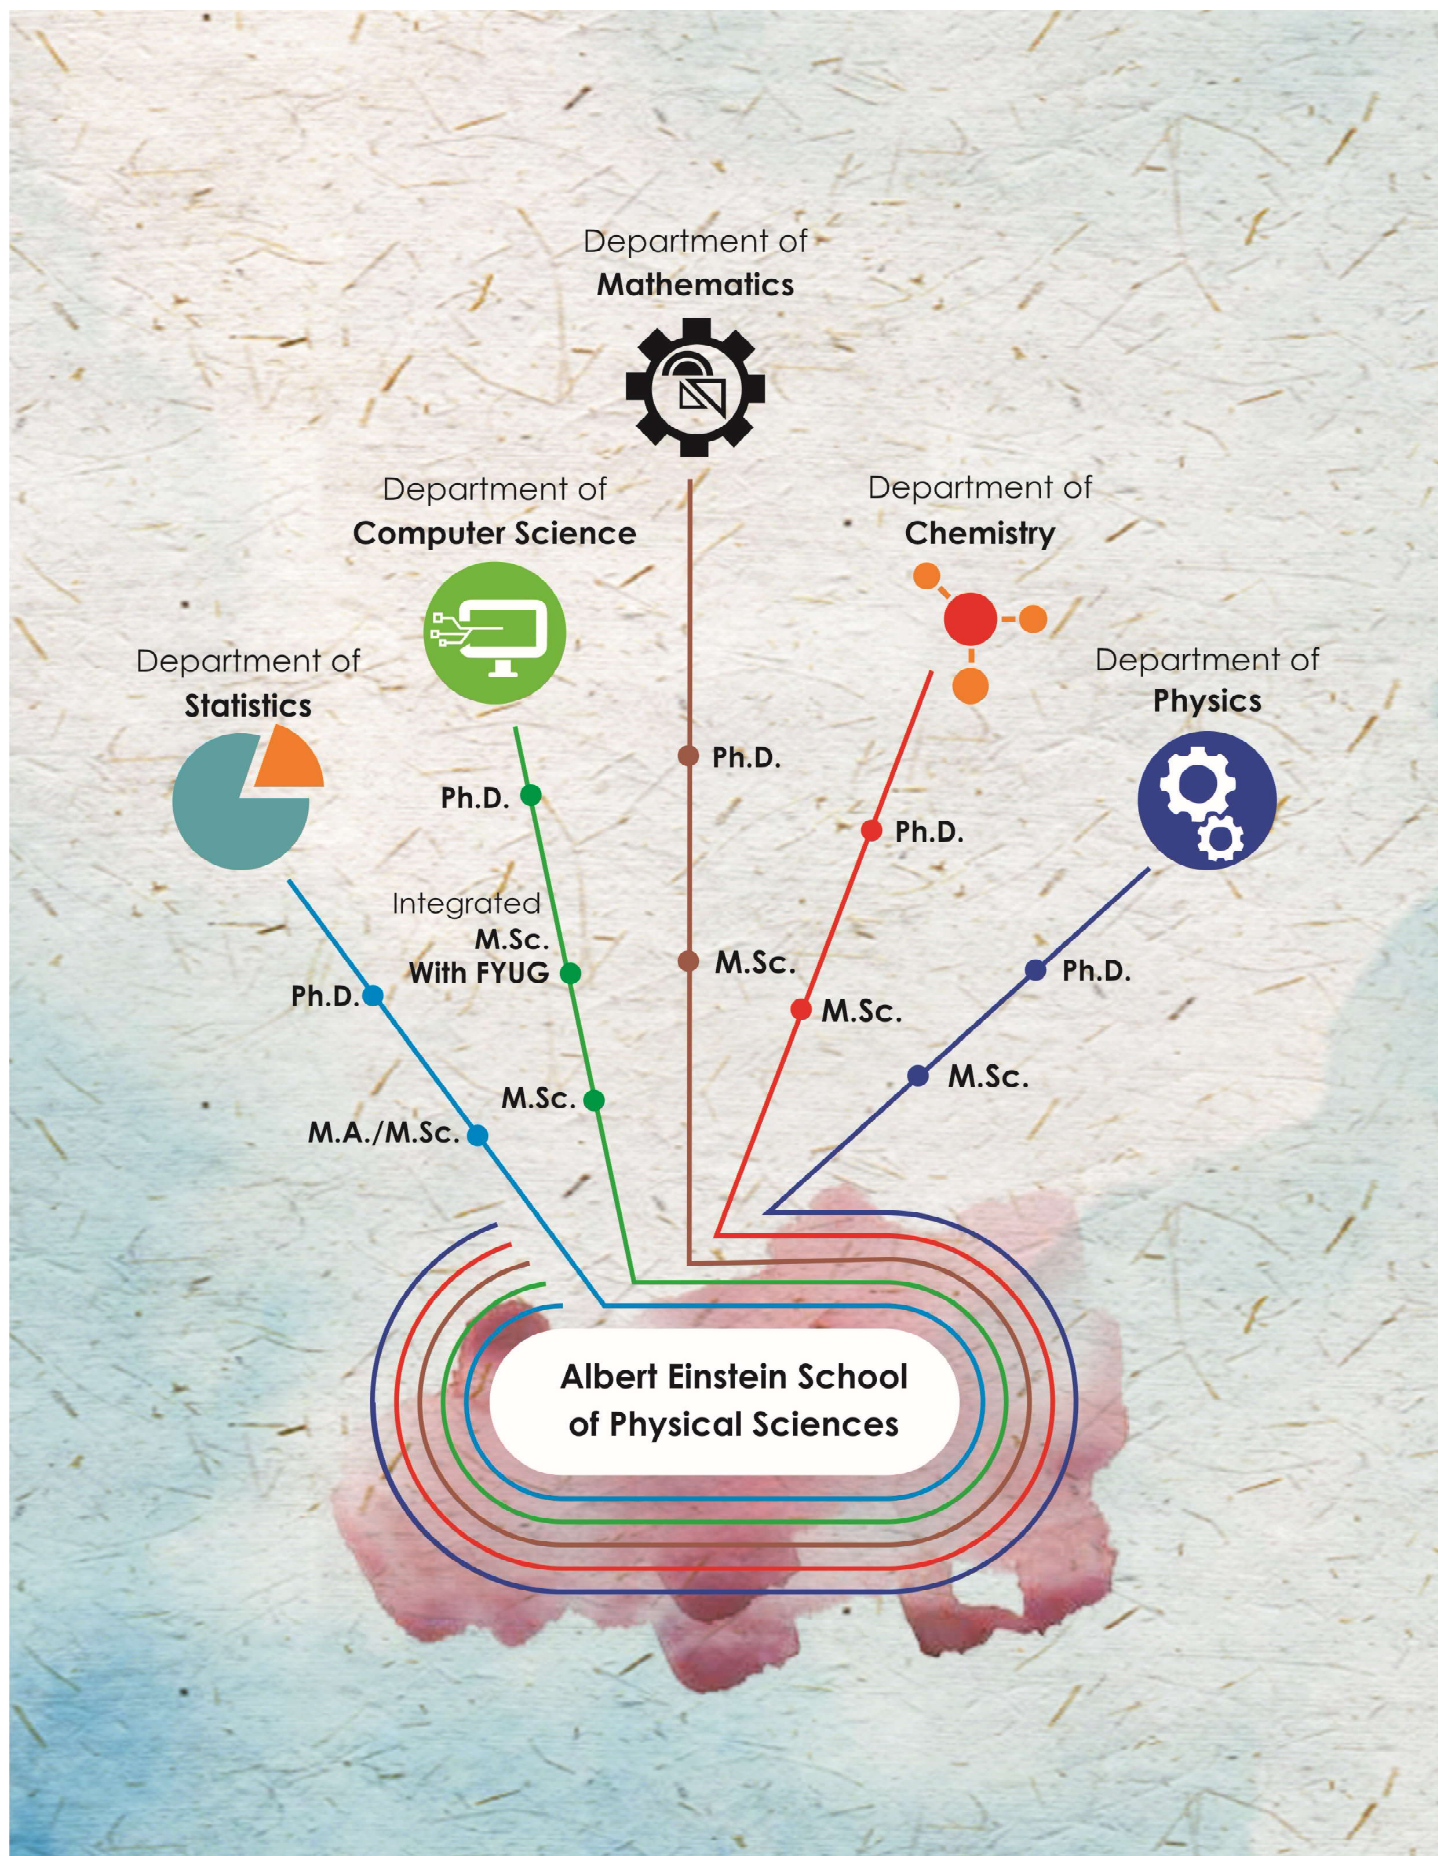 Department of
Mathematics
Department of
Computer Science
Department of
Chemistry
Department of
Statistics
Department of
Physics
Ph.D.
Ph.D.
Ph.D.
Integrated
M.Sc.
With FYUG
M.Sc.
Ph.D.
Ph.D.
M.Sc.
M.Sc.
M.Sc.
M.A./M.Sc.
Albert Einstein School
of Physical Sciences